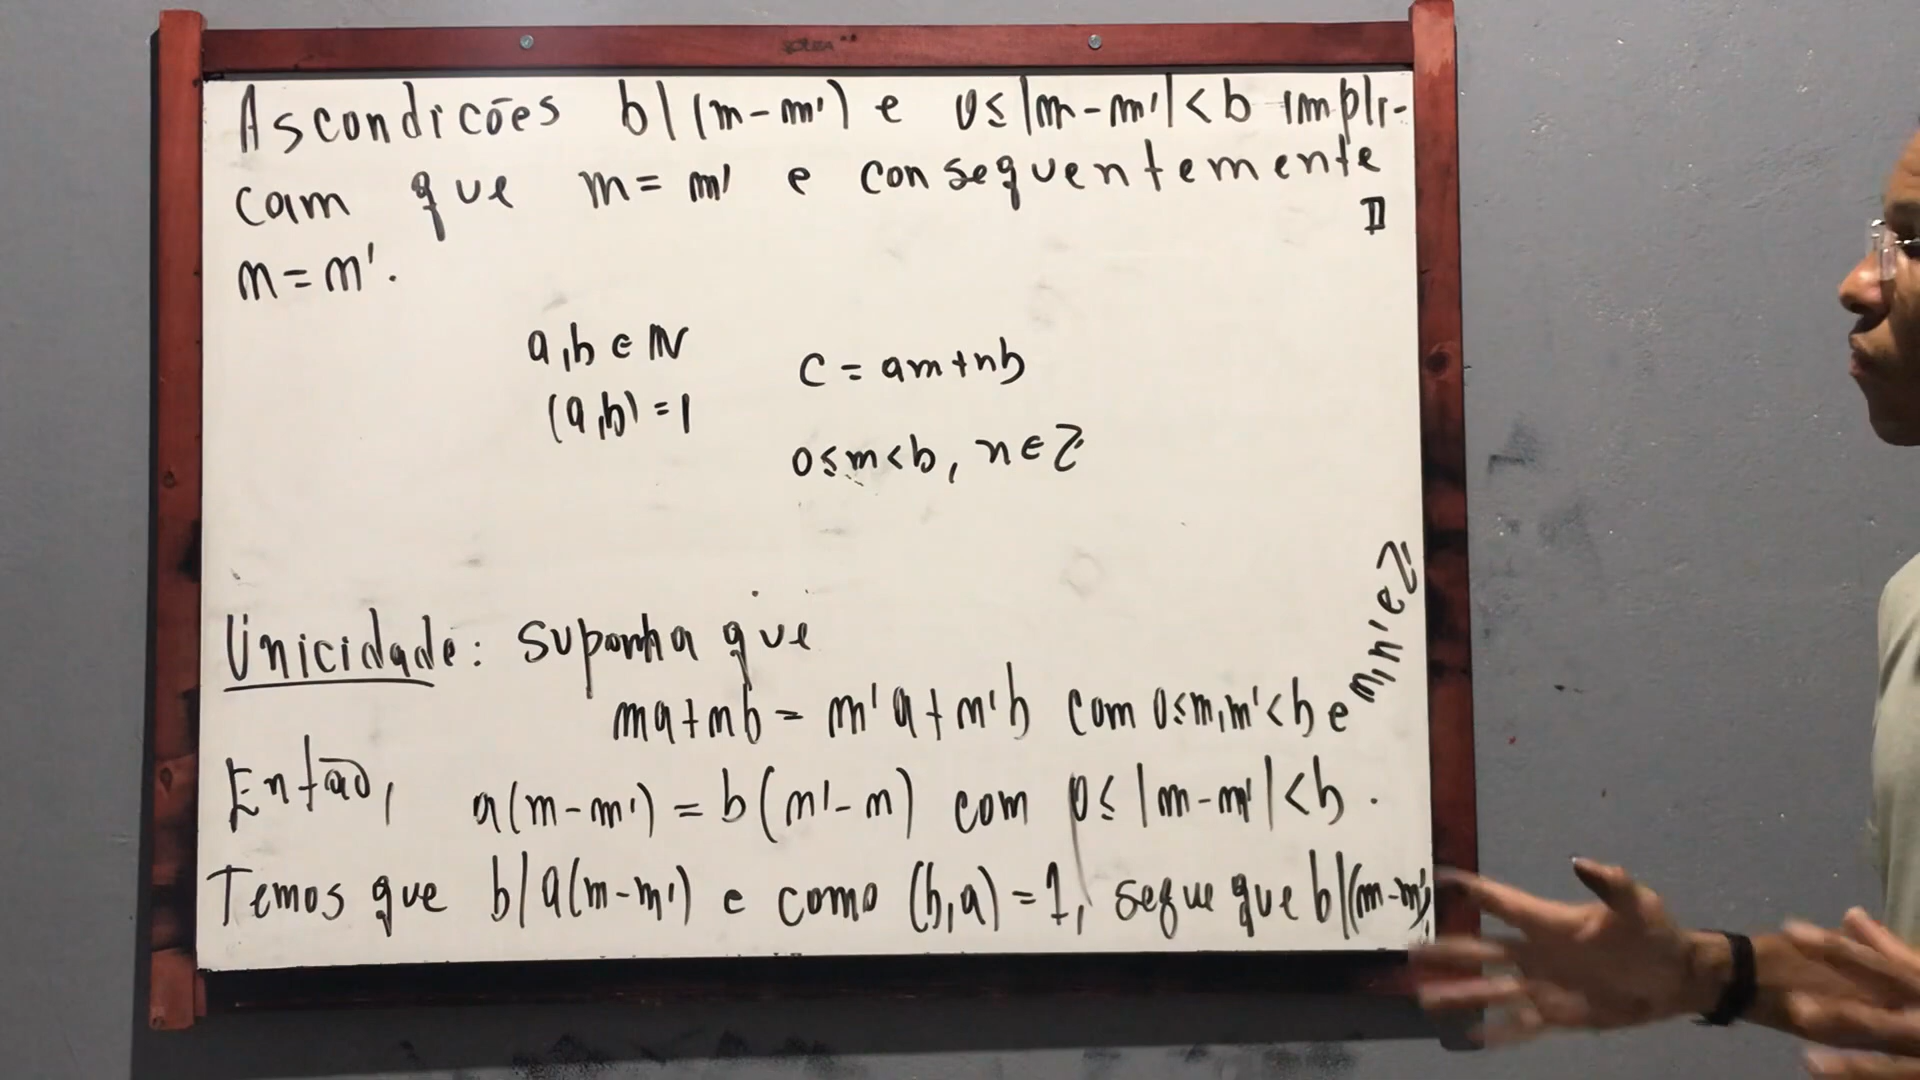 As condicões b|(m-m') e 0≤|m-m'|<b impli-
cam que m=m' e consequentemente
n=n'.
a,b∈ℕ
(a,b)=1
c=am+nb
0≤m<b, n∈ℤ
Unicidade: Suponha que
ma+nb=m'a+n'b com 0≤m,m'<b e n,n'∈ℤ
Então, a(m-m')=b(n'-n) com 0≤|m-m'|<b.
Temos que b|a(m-m') e como (b,a)=1, segue que b|(m-m').